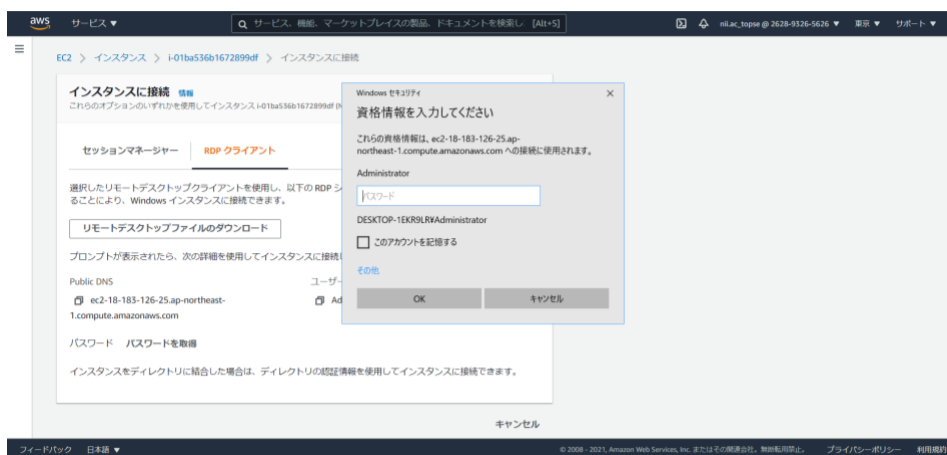 aws
サービス ▼
サービス、機能、マーケットプレイスの製品、ドキュメントを検索し [Alt+S]
nii.ac_topse @ 2628-9326-5626 ▼
東京 ▼
サポート ▼
EC2 > インスタンス > i-01ba536b1672899df > インスタンスに接続
インスタンスに接続 情報
これらのオプションのいずれかを使用してインスタンス i-01ba536b1672899df
セッションマネージャー
RDP クライアント
選択したリモートデスクトップクライアントを使用し、以下の RDP シ
ることにより、Windows インスタンスに接続できます。
リモートデスクトップファイルのダウンロード
プロンプトが表示されたら、次の詳細を使用してインスタンスに接続し
Public DNS
ユーザー
ec2-18-183-126-25.ap-northeast-
1.compute.amazonaws.com
Ad
パスワード パスワードを取得
インスタンスをディレクトリに結合した場合は、ディレクトリの認証情報を使用してインスタンスに接続できます。
キャンセル
Windows セキュリティ
資格情報を入力してください
これらの資格情報は、ec2-18-183-126-25.ap-
northeast-1.compute.amazonaws.com への接続に使用されます。
Administrator
パスワード
DESKTOP-1EKR9LR¥Administrator
このアカウントを記憶する
その他
OK
キャンセル
フィードバック
日本語 ▼
© 2008 - 2021, Amazon Web Services, Inc. またはその関連会社。無断転用禁止。
プライバシーポリシー
利用規約